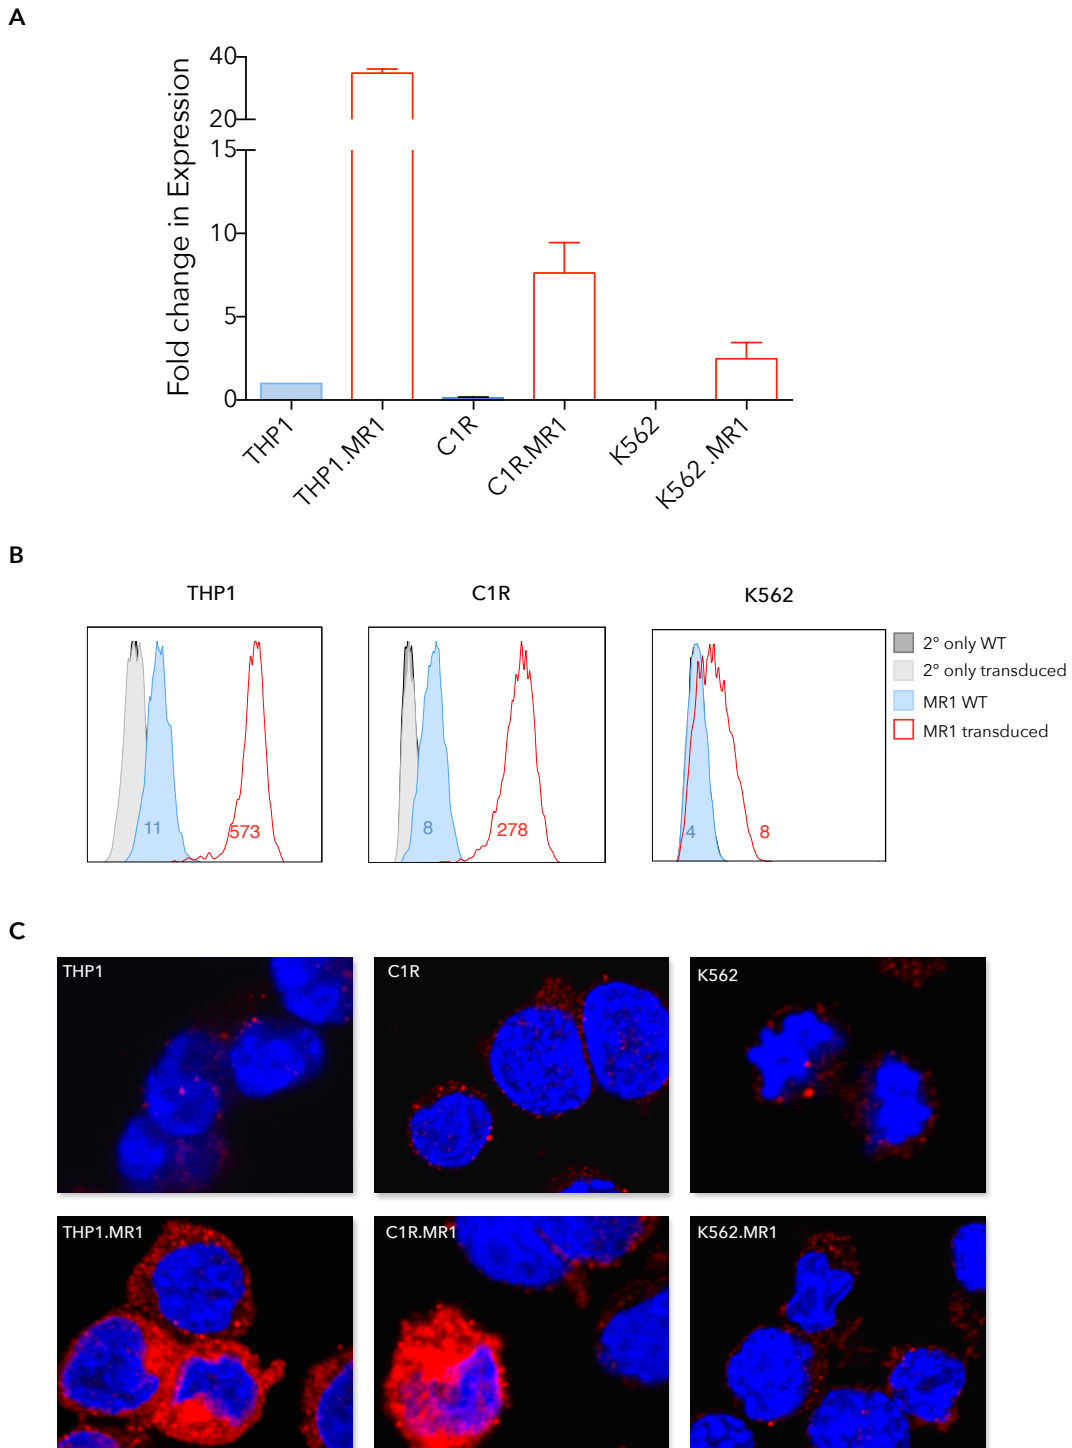 A
Fold change in Expression
40
20
15
10
5
0
THP1
THP1.MR1
C1R
C1R.MR1
K562
K562 .MR1
B
THP1
C1R
K562
11
573
8
278
4
8
2° only WT
2° only transduced
MR1 WT
MR1 transduced
C
THP1
C1R
K562
THP1.MR1
C1R.MR1
K562.MR1